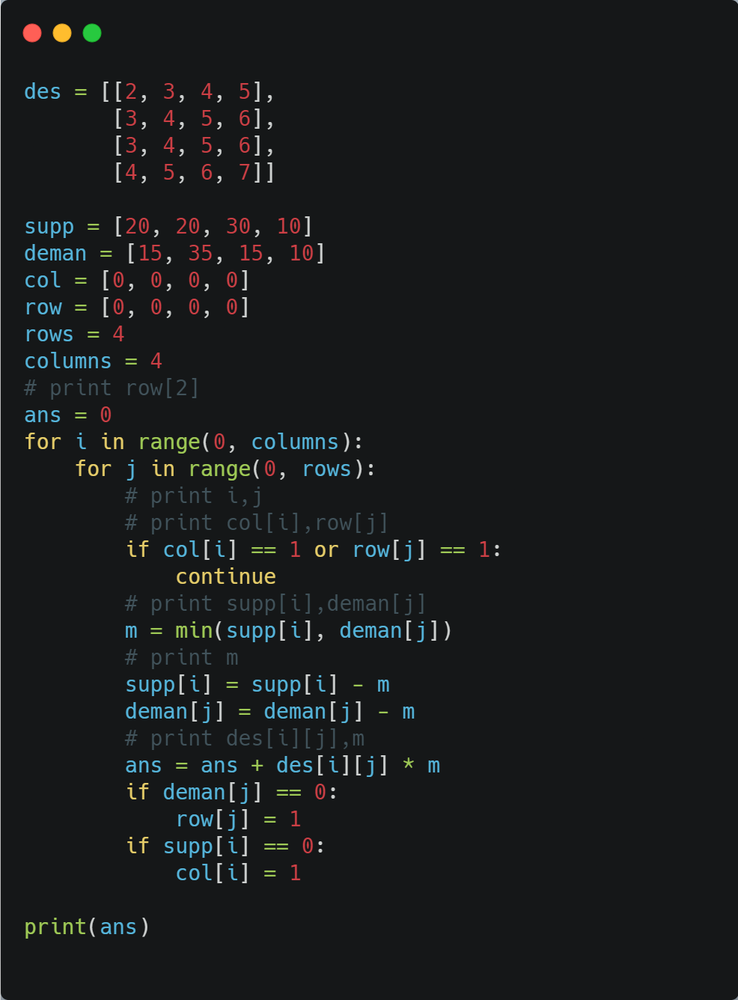 des = [[2, 3, 4, 5],
       [3, 4, 5, 6],
       [3, 4, 5, 6],
       [4, 5, 6, 7]]

supp = [20, 20, 30, 10]
deman = [15, 35, 15, 10]
col = [0, 0, 0, 0]
row = [0, 0, 0, 0]
rows = 4
columns = 4
# print row[2]
ans = 0
for i in range(0, columns):
    for j in range(0, rows):
        # print i,j
        # print col[i],row[j]
        if col[i] == 1 or row[j] == 1:
            continue
        # print supp[i],deman[j]
        m = min(supp[i], deman[j])
        # print m
        supp[i] = supp[i] - m
        deman[j] = deman[j] - m
        # print des[i][j],m
        ans = ans + des[i][j] * m
        if deman[j] == 0:
            row[j] = 1
        if supp[i] == 0:
            col[i] = 1

print(ans)